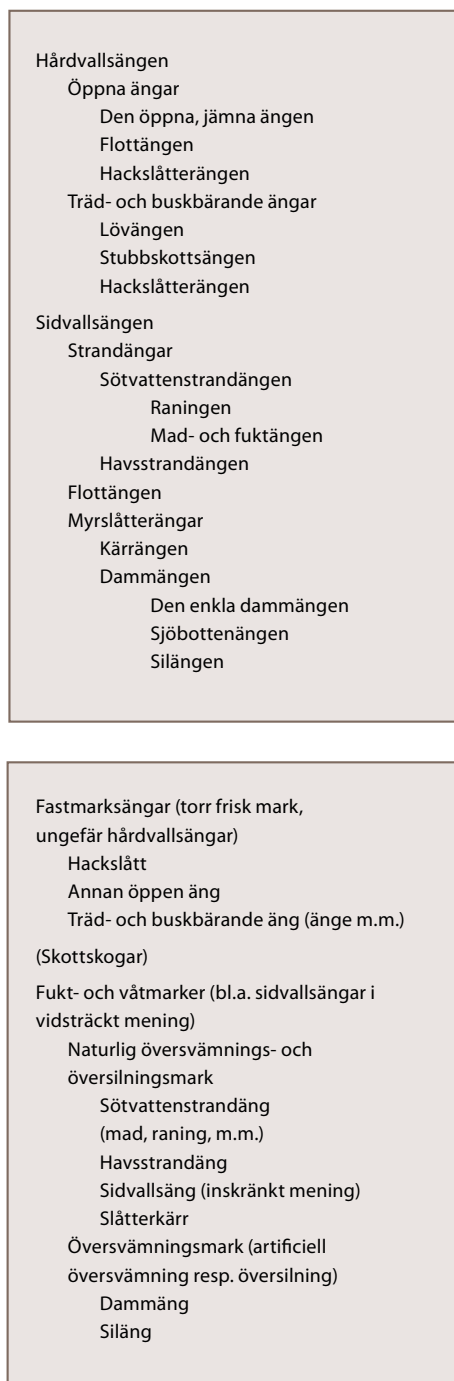 Hårdvallsängen
Öppna ängar
Den öppna, jämna ängen
Flottängen
Hackslåtterängen
Träd- och buskbärande ängar
Lövängen
Stubbskottsängen
Hackslåtterängen
Sidvallsängen
Strandängar
Sötvattenstrandängen
Raningen
Mad- och fuktängen
Havsstrandängen
Flottängen
Myrslåtterängar
Kärrängen
Dammängen
Den enkla dammängen
Sjöbottenängen
Silängen
Fastmarksängar (torr frisk mark,
ungefär hårdvallsängar)
Hackslått
Annan öppen äng
Träd- och buskbärande äng (änge m.m.)
(Skottskogar)
Fukt- och våtmarker (bl.a. sidvallsängar i
vidsträckt mening)
Naturlig översvämnings- och
översilningsmark
Sötvattenstrandäng
(mad, raning, m.m.)
Havsstrandäng
Sidvallsäng (inskränkt mening)
Slåtterkärr
Översvämningsmark (artificiell
översvämning resp. översilning)
Dammäng
Siläng